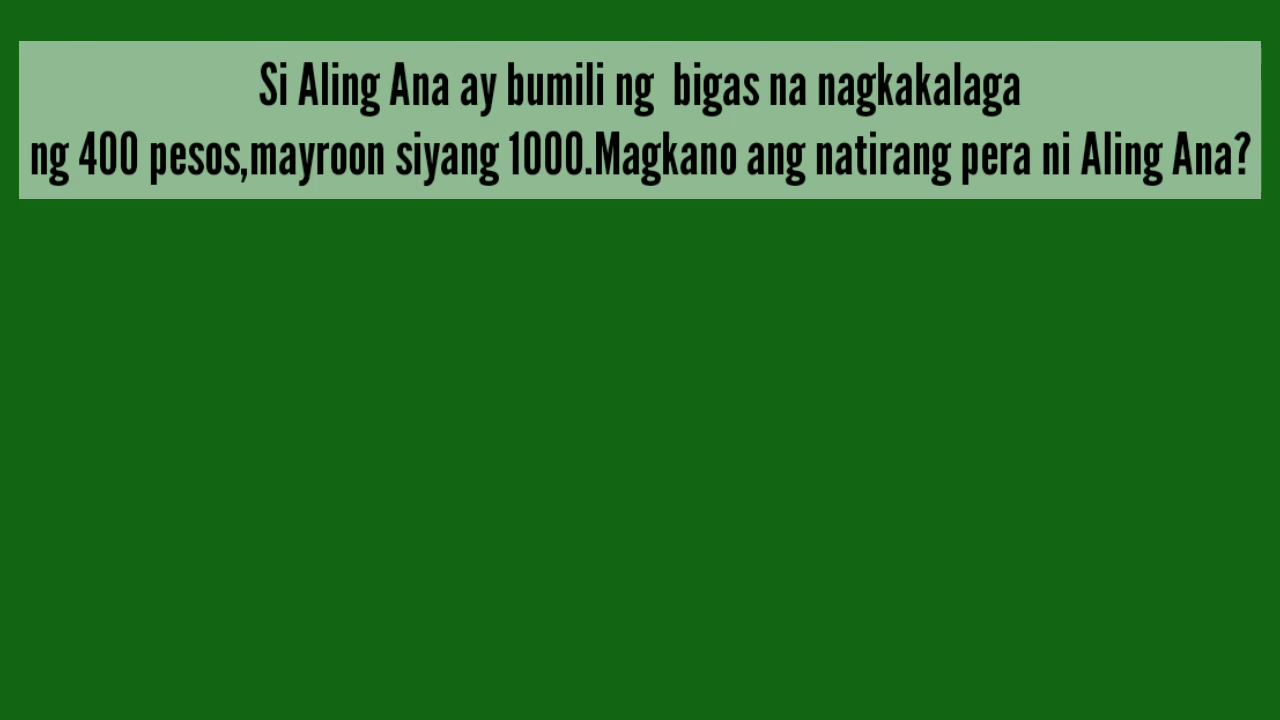 Si Aling Ana ay bumili ng  bigas na nagkakalaga
ng 400 pesos,mayroon siyang 1000.Magkano ang natirang pera ni Aling Ana?